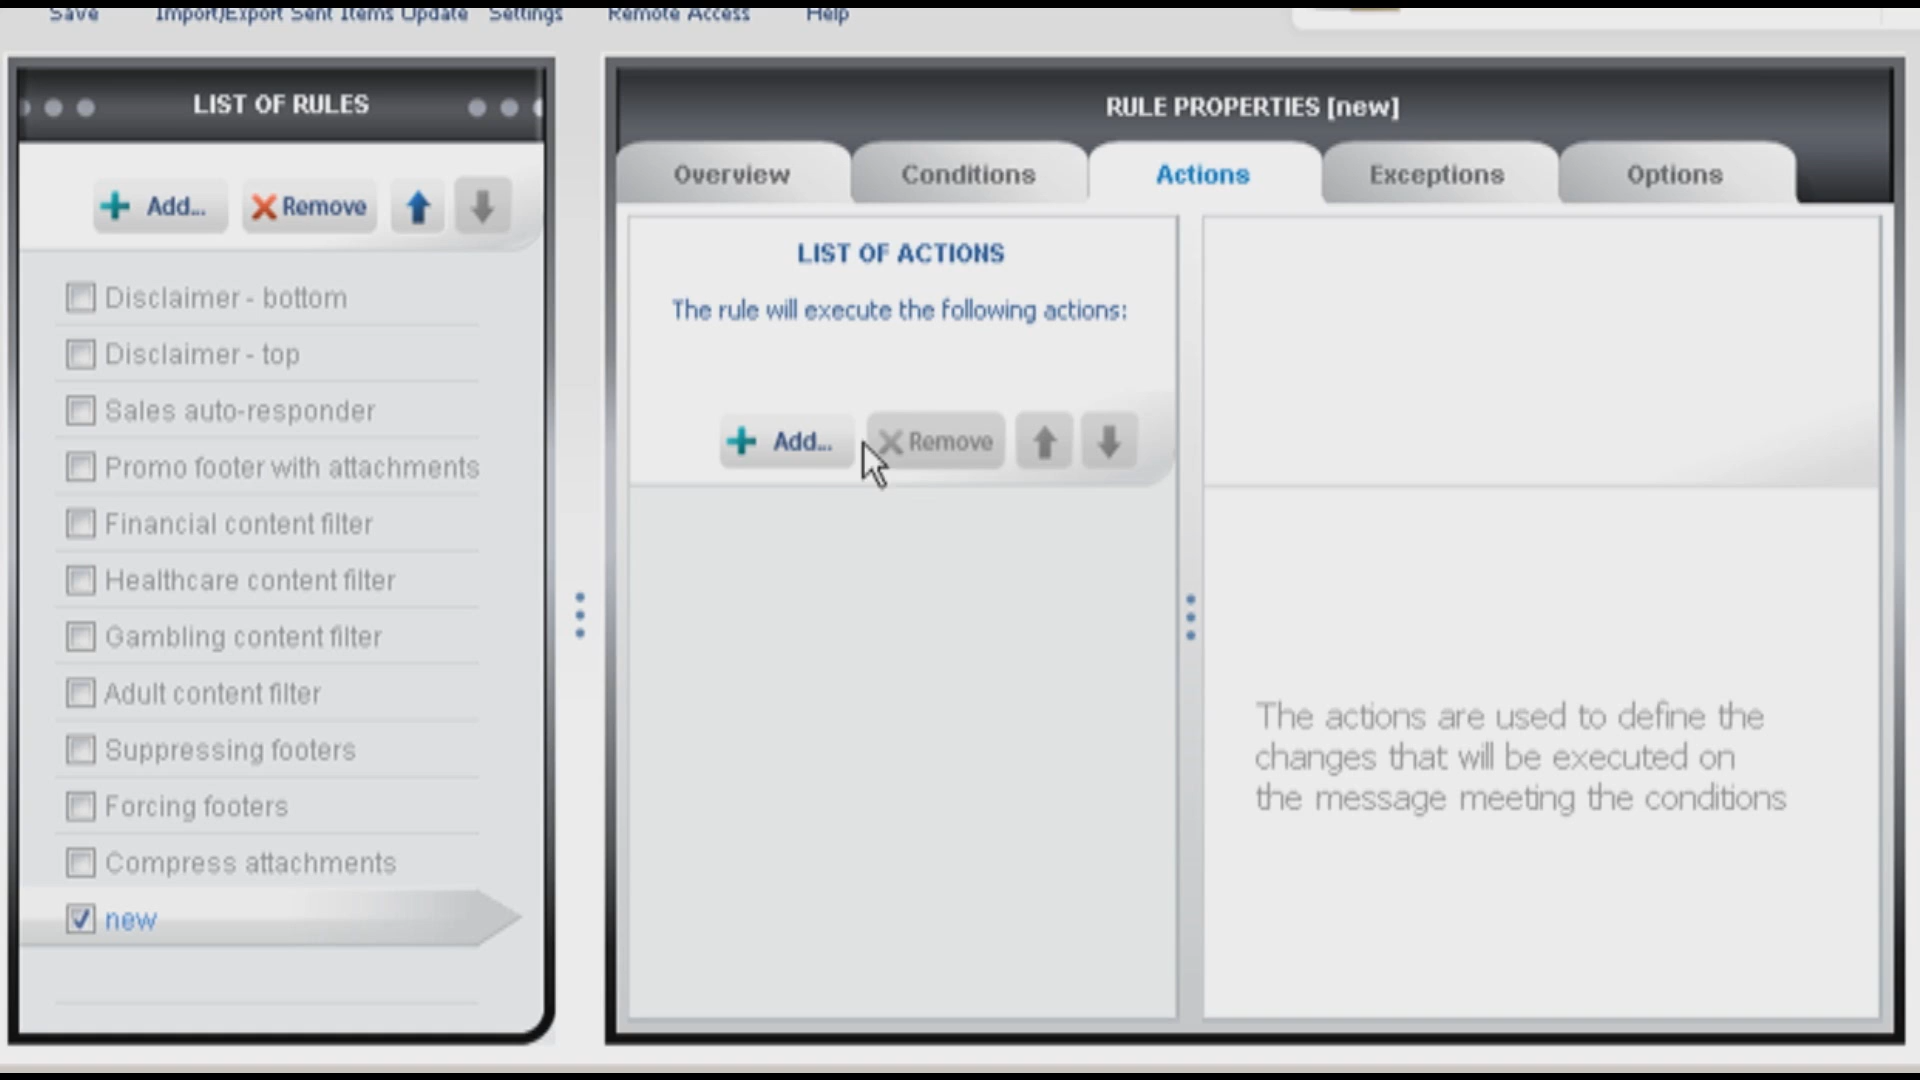 Save Import/Export Sent Items Update Settings Remote Access Help
LIST OF RULES
Add... Remove
Disclaimer - bottom
Disclaimer - top
Sales auto-responder
Promo footer with attachments
Financial content filter
Healthcare content filter
Gambling content filter
Adult content filter
Suppressing footers
Forcing footers
Compress attachments
new
RULE PROPERTIES [new]
Overview Conditions Actions Exceptions Options
LIST OF ACTIONS
The rule will execute the following actions:
Add... Remove
The actions are used to define the
changes that will be executed on
the message meeting the conditions